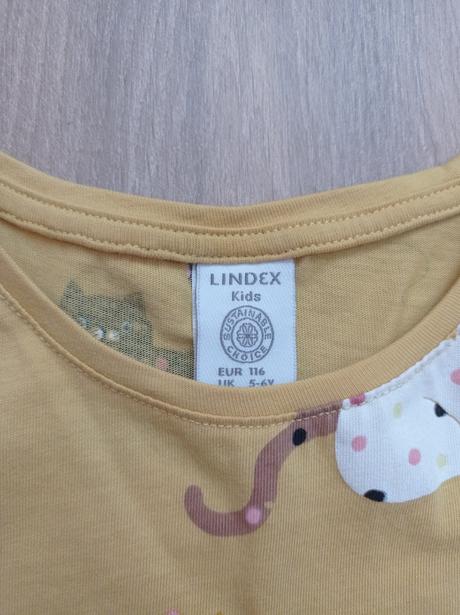 LINDEX
Kids
SUSTAINABLE
CHOICE
EUR 116
UK 5-6Y